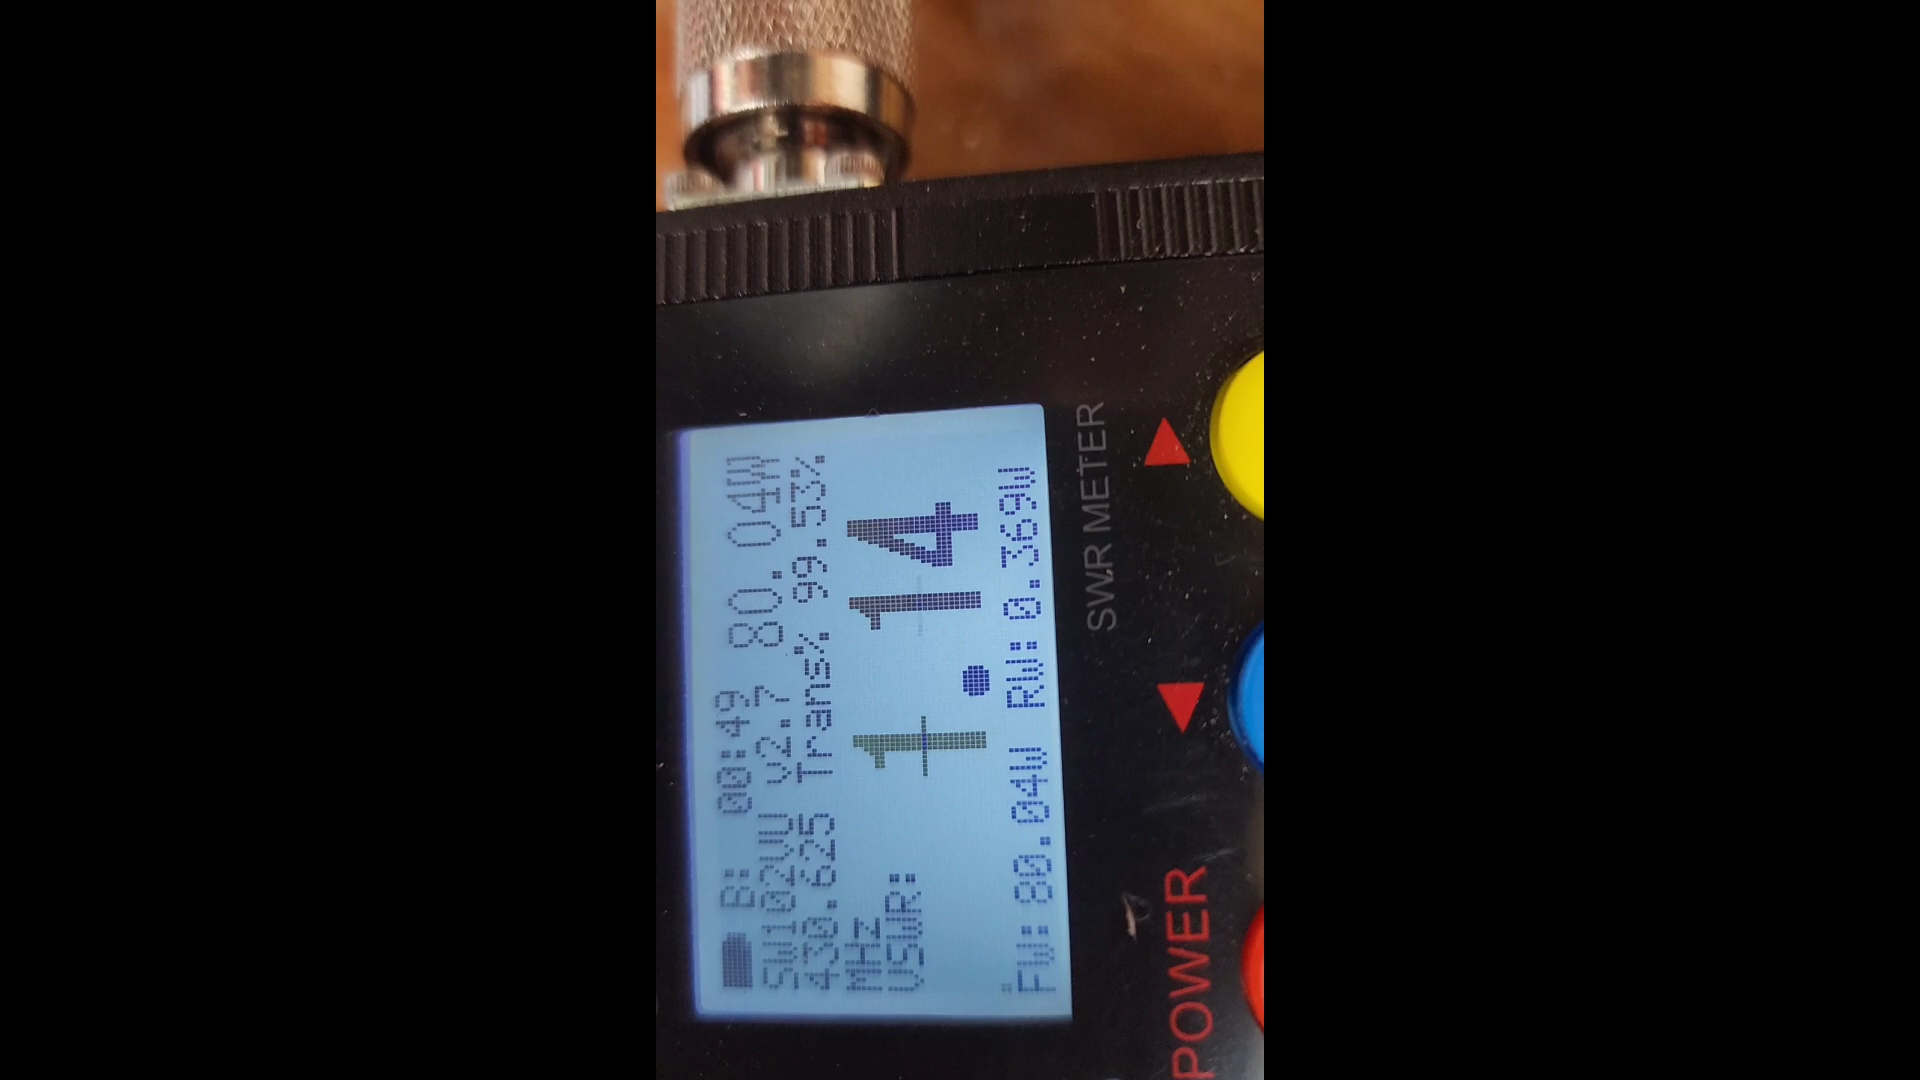 B: 00:49 80.04W
SW102VU V2.7
430.625 Trans% 99.53%
MHz
VSWR: 1.14
FW: 80.04W RW: 0.369W
SWR METER
POWER